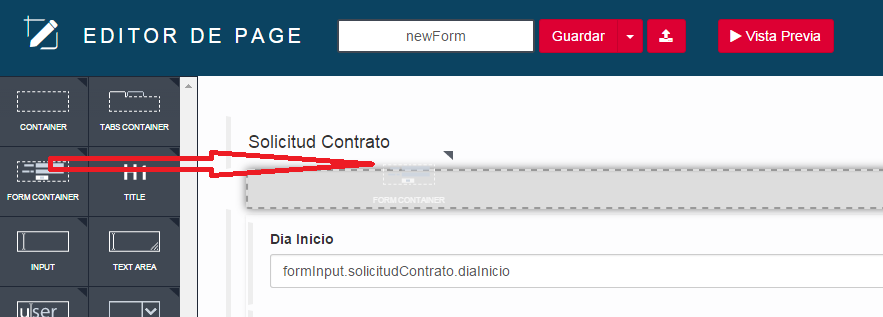 EDITOR DE PAGE
newForm
Guardar
Vista Previa
CONTAINER
TABS CONTAINER
FORM CONTAINER
TITLE
INPUT
TEXT AREA
user
Solicitud Contrato
FORM CONTAINER
Dia Inicio
formInput.solicitudContrato.diaInicio